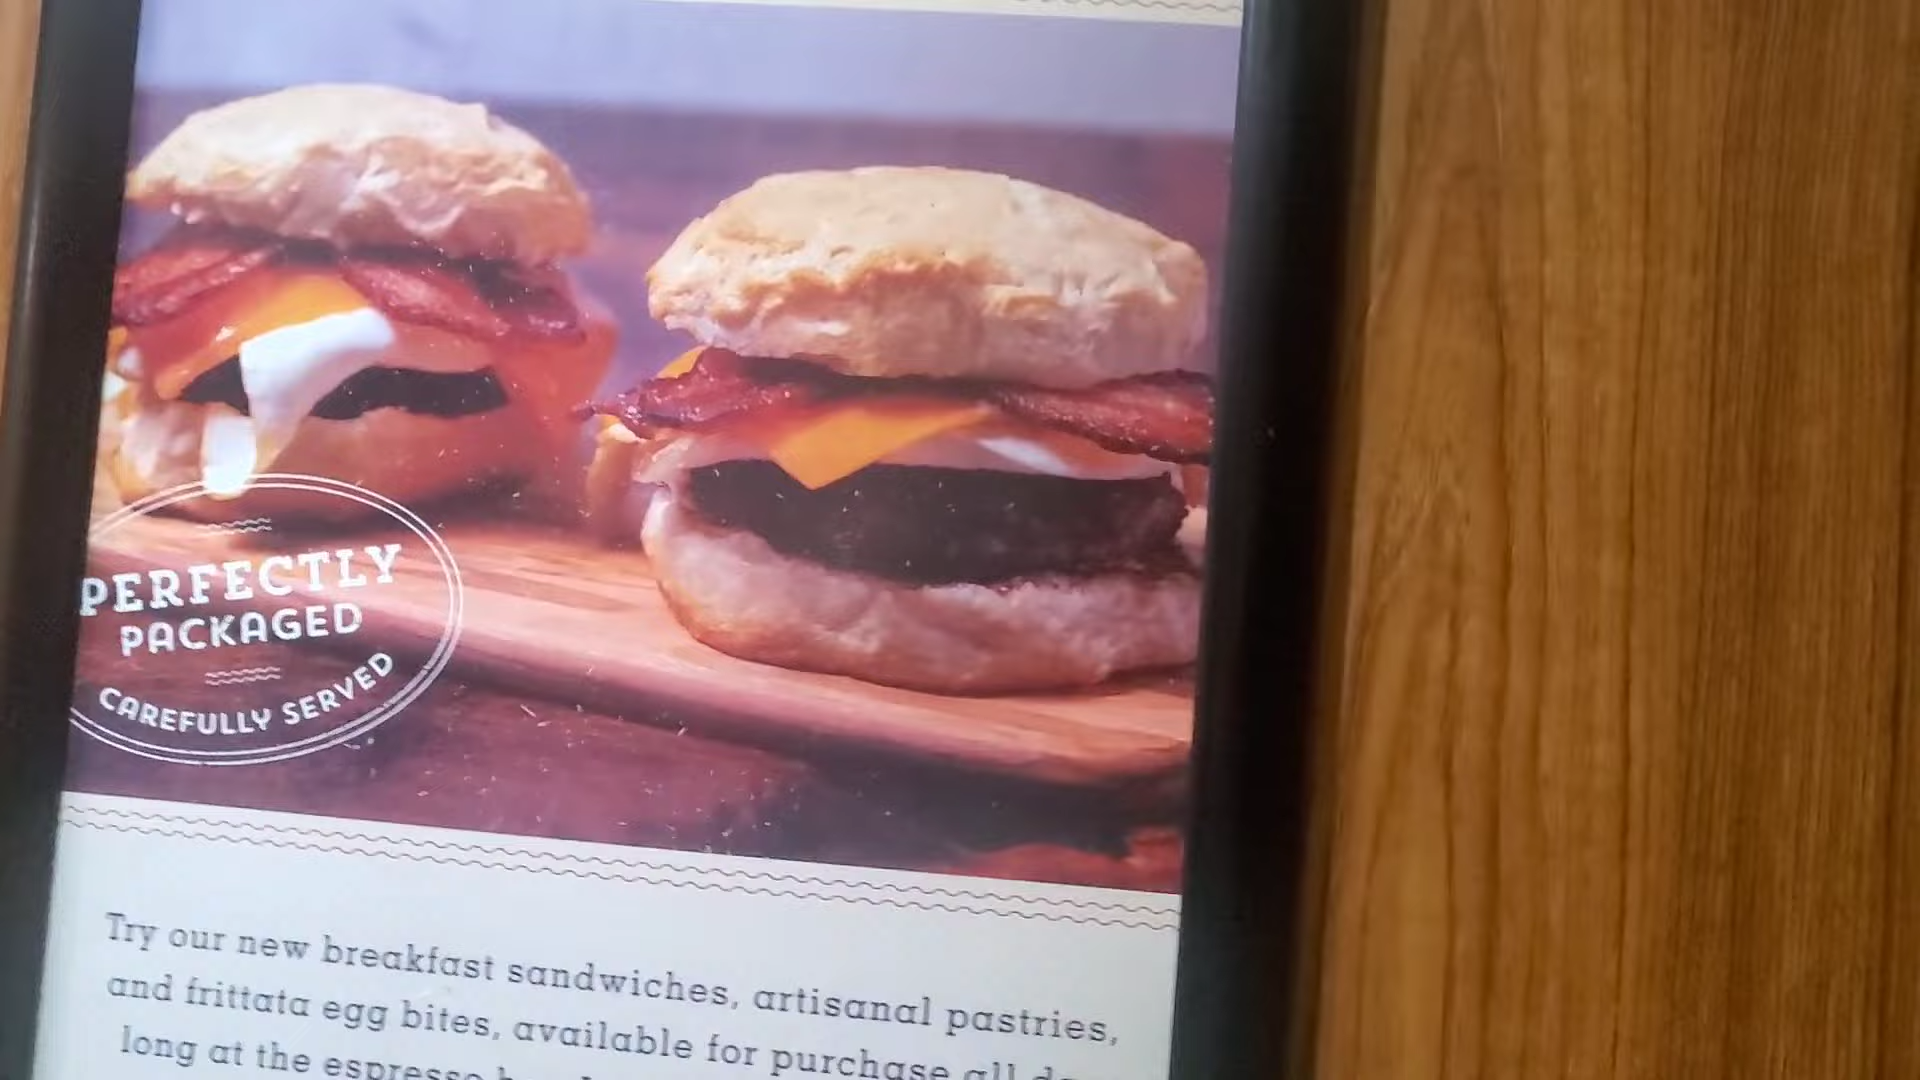 PERFECTLY
PACKAGED
CAREFULLY SERVED
Try our new breakfast sandwiches, artisanal pastries,
and frittata egg bites, available for purchase all
long at the espresso